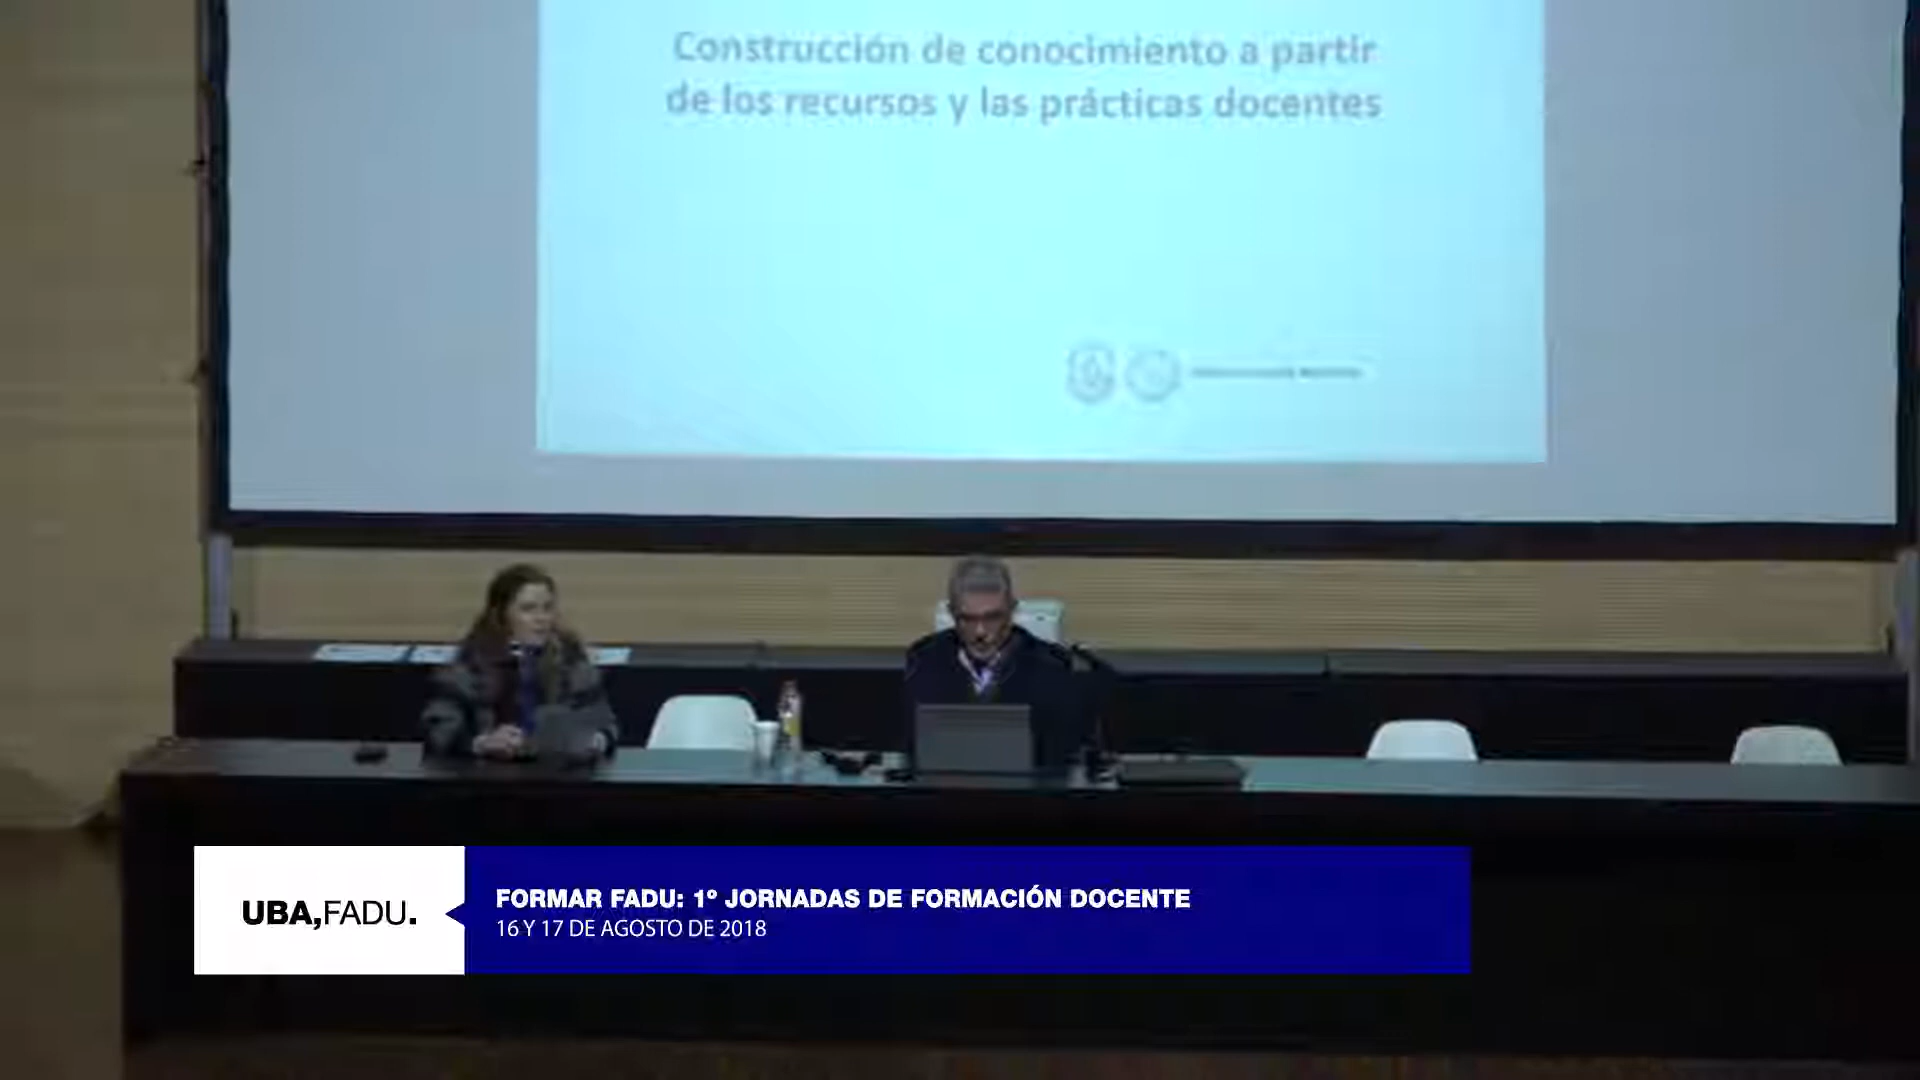 Construcción de conocimiento a partir
de los recursos y las prácticas docentes
UBA,FADU.
FORMAR FADU: 1º JORNADAS DE FORMACIÓN DOCENTE
16 Y 17 DE AGOSTO DE 2018